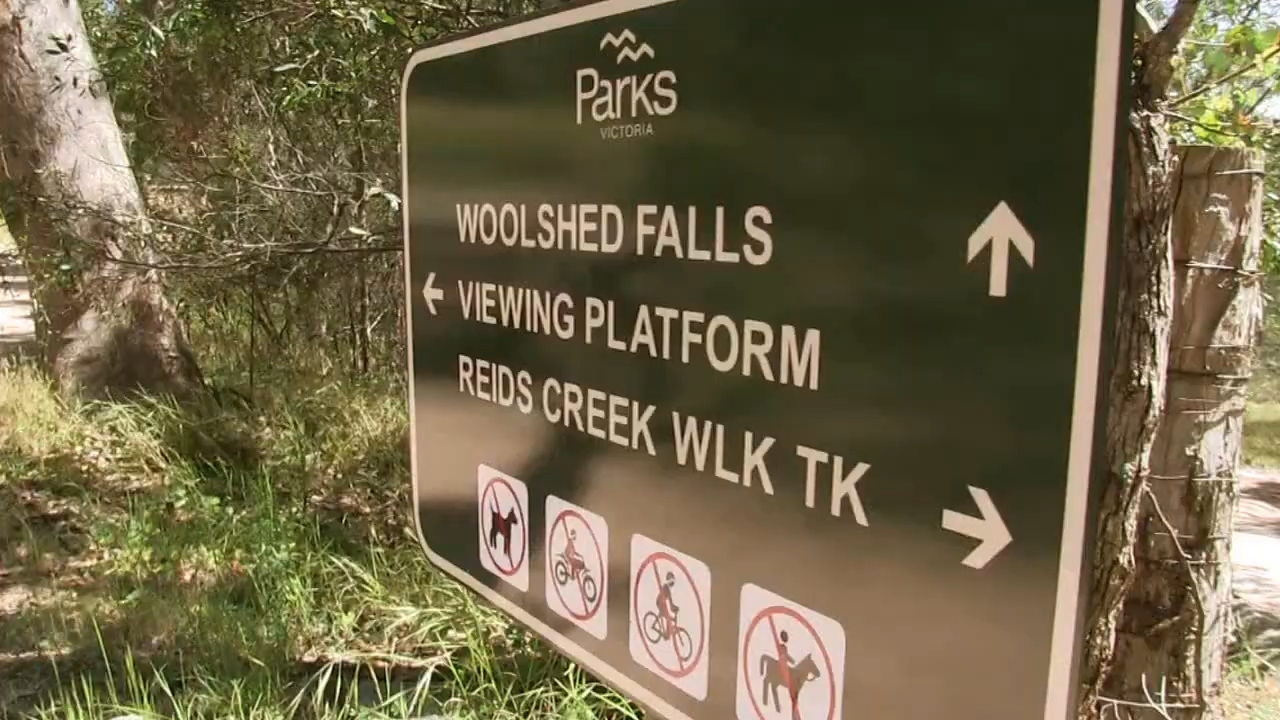 Parks
VICTORIA
WOOLSHED FALLS
VIEWING PLATFORM
REIDS CREEK WLK TK